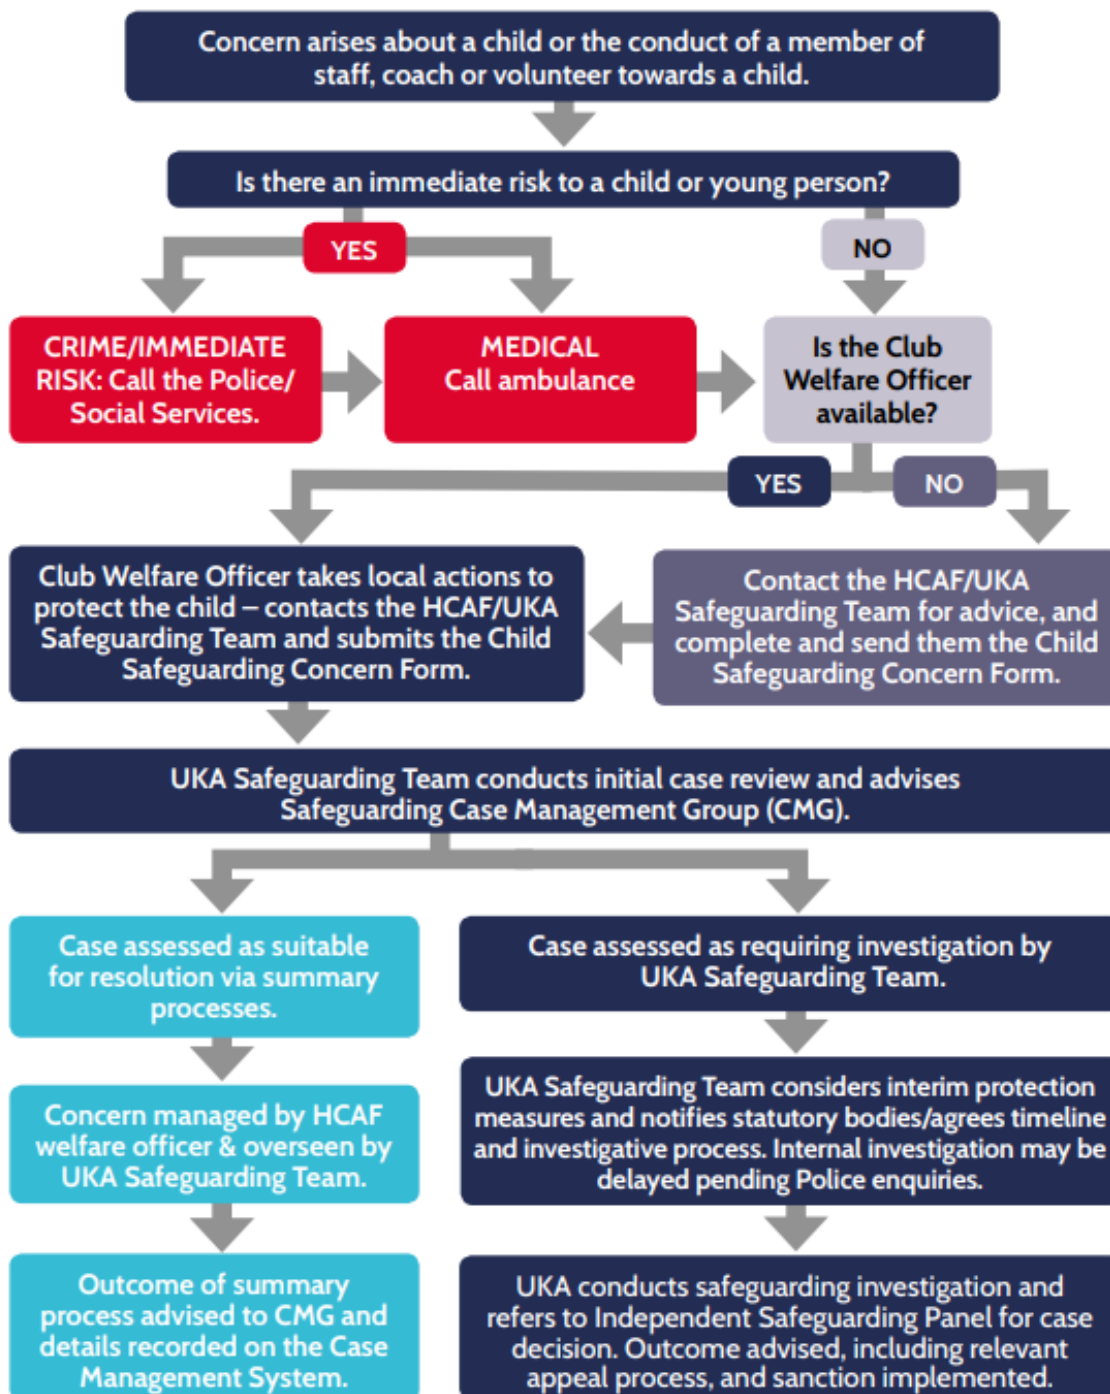 Concern arises about a child or the conduct of a member of
staff, coach or volunteer towards a child.
Is there an immediate risk to a child or young person?
YES
NO
CRIME/IMMEDIATE
RISK: Call the Police/
Social Services.
MEDICAL
Call ambulance
Is the Club
Welfare Officer
available?
YES
NO
Club Welfare Officer takes local actions to
protect the child – contacts the HCAF/UKA
Safeguarding Team and submits the Child
Safeguarding Concern Form.
Contact the HCAF/UKA
Safeguarding Team for advice, and
complete and send them the Child
Safeguarding Concern Form.
UKA Safeguarding Team conducts initial case review and advises
Safeguarding Case Management Group (CMG).
Case assessed as suitable
for resolution via summary
processes.
Case assessed as requiring investigation by
UKA Safeguarding Team.
Concern managed by HCAF
welfare officer & overseen by
UKA Safeguarding Team.
UKA Safeguarding Team considers interim protection
measures and notifies statutory bodies/agrees timeline
and investigative process. Internal investigation may be
delayed pending Police enquiries.
Outcome of summary
process advised to CMG and
details recorded on the Case
Management System.
UKA conducts safeguarding investigation and
refers to Independent Safeguarding Panel for case
decision. Outcome advised, including relevant
appeal process, and sanction implemented.